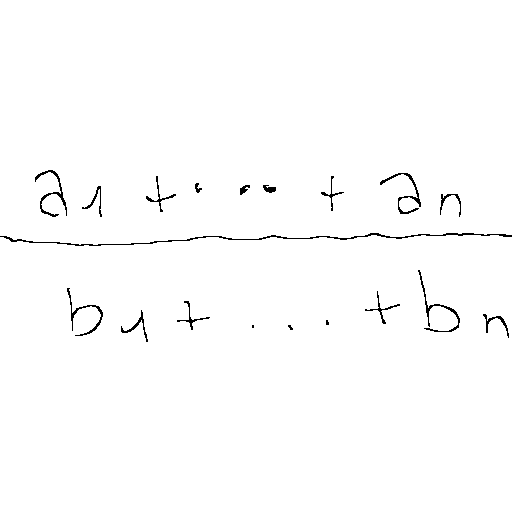 a1 + ... + an
b1 + ... + bn